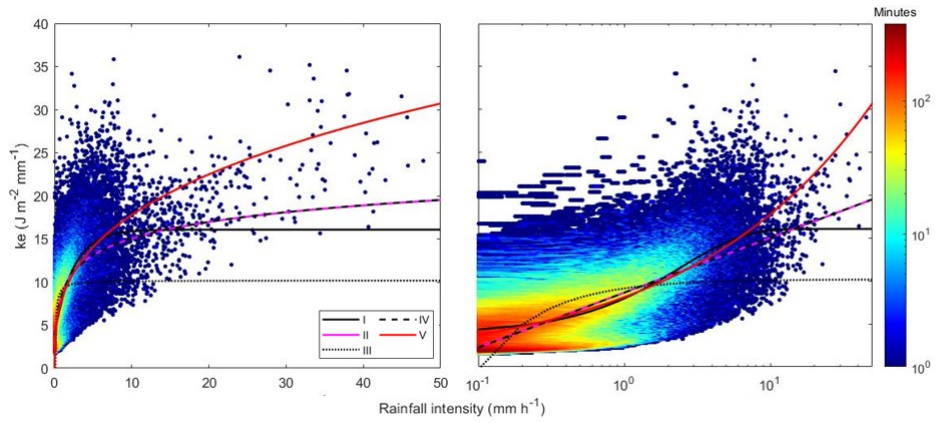 Minutes
40
35
30
25
20
15
10
5
0
ke (J m⁻² mm⁻¹)
I
IV
II
V
III
0 10 20 30 40 50
10⁻¹ 10⁰ 10¹
10²
10¹
10⁰
Rainfall intensity (mm h⁻¹)